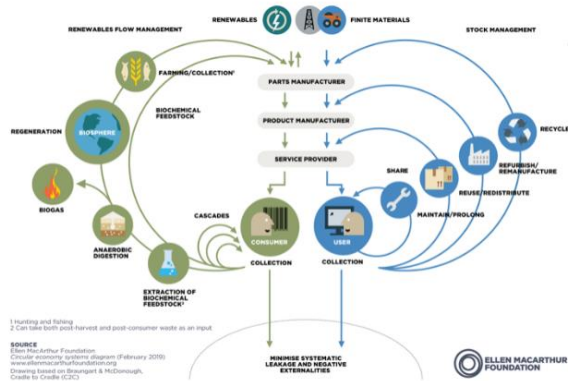 RENEWABLES
FINITE MATERIALS
RENEWABLES FLOW MANAGEMENT
STOCK MANAGEMENT
FARMING/COLLECTION¹
PARTS MANUFACTURER
BIOCHEMICAL
FEEDSTOCK
PRODUCT MANUFACTURER
REGENERATION
BIOSPHERE
RECYCLE
SERVICE PROVIDER
REFURBISH/
REMANUFACTURE
SHARE
REUSE/REDISTRIBUTE
BIOGAS
CASCADES
MAINTAIN/PROLONG
CONSUMER
USER
ANAEROBIC
DIGESTION
COLLECTION
COLLECTION
EXTRACTION OF
BIOCHEMICAL
FEEDSTOCK²
1 Hunting and fishing
2 Can take both post-harvest and post-consumer waste as an input
SOURCE
Ellen MacArthur Foundation
Circular economy systems diagram (February 2019)
www.ellenmacarthurfoundation.org
Drawing based on Braungart & McDonough,
Cradle to Cradle (C2C)
MINIMISE SYSTEMATIC
LEAKAGE AND NEGATIVE
EXTERNALITIES
ELLEN MACARTHUR
FOUNDATION